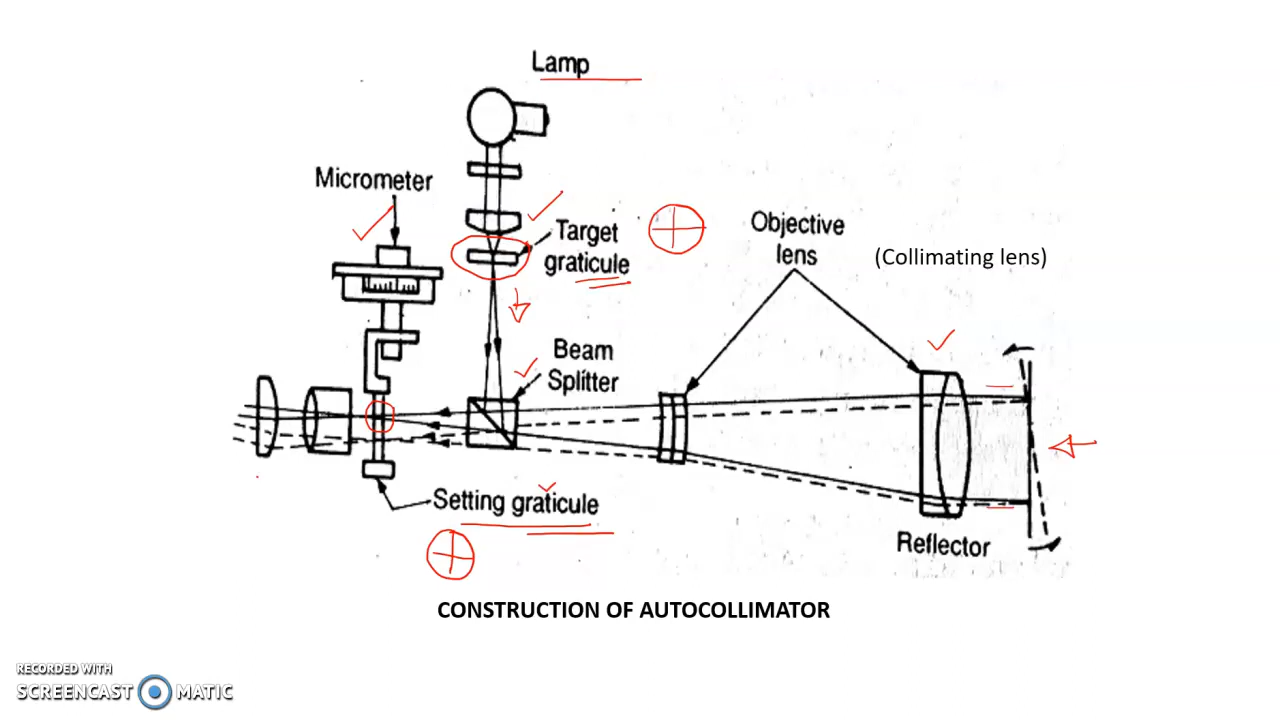 Lamp
Micrometer
Target
graticule
Objective
lens
(Collimating lens)
Beam
Splitter
Setting graticule
Reflector
CONSTRUCTION OF AUTOCOLLIMATOR
RECORDED WITH
SCREENCAST MATIC